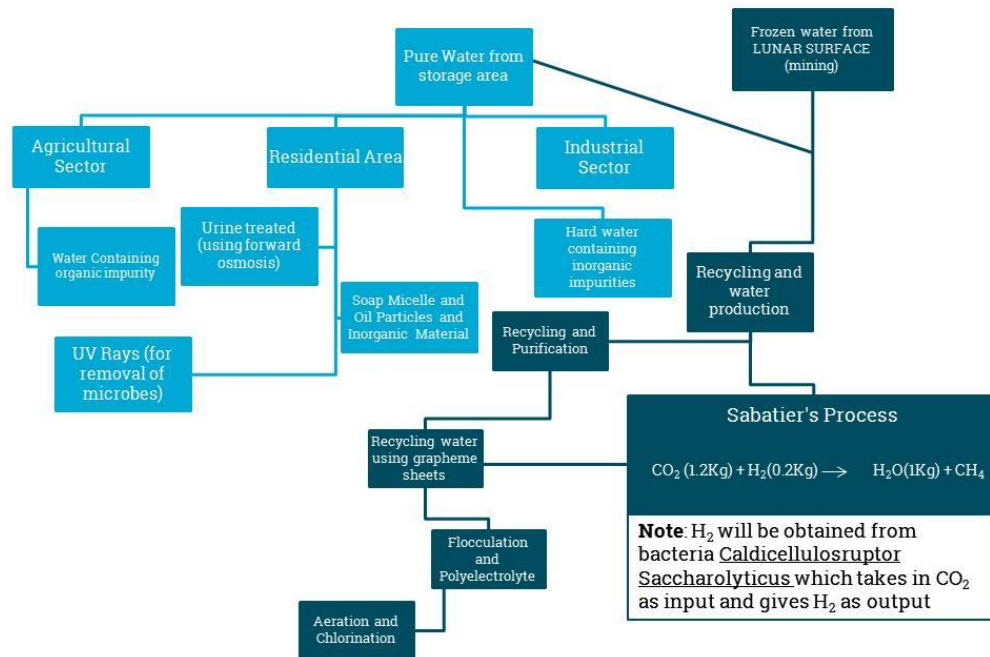 Pure Water from
storage area
Frozen water from
LUNAR SURFACE
(mining)
Agricultural
Sector
Residential Area
Industrial
Sector
Urine treated
(using forward
osmosis)
Water Containing
organic impurity
Hard water
containing
inorganic
impurities
Recycling and
water
production
Soap Micelle and
Oil Particles and
Inorganic Material
Recycling and
Purification
UV Rays (for
removal of
microbes)
Sabatier's Process
CO₂ (1.2Kg) + H₂(0.2Kg) → H₂O(1Kg) + CH₄
Recycling water
using grapheme
sheets
Note: H₂ will be obtained from
bacteria Caldicellulosruptor
Saccharolyticus which takes in CO₂
as input and gives H₂ as output
Flocculation
and
Polyelectrolyte
Aeration and
Chlorination